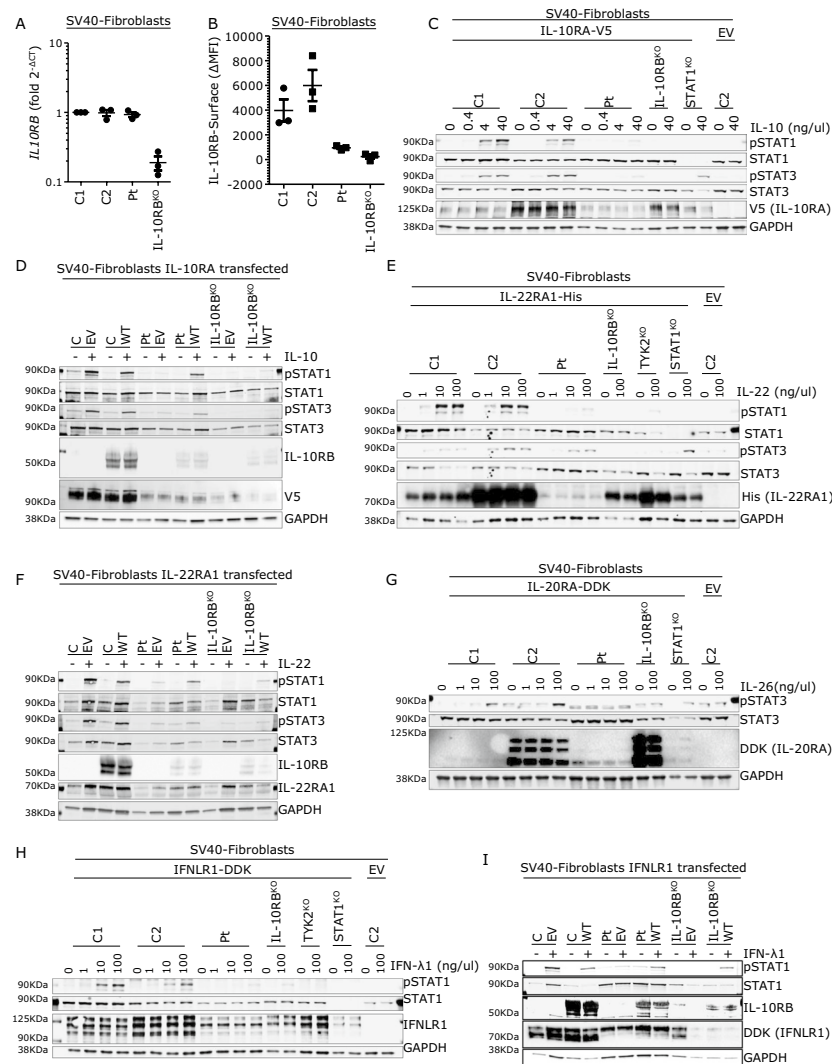 A
SV40-Fibroblasts
IL10RB (fold 2-ΔCT)
10
1
0.1
C1
C2
Pt
IL-10RBKO
B
SV40-Fibroblasts
IL-10RB-Surface (ΔMFI)
10000
8000
6000
4000
2000
0
-2000
C1
C2
Pt
IL-10RBKO
C
SV40-Fibroblasts
IL-10RA-V5
EV
C1 C2 Pt IL-10RBKO STAT1KO C2
0 0.4 4 40 0 0.4 4 40 0 0.4 4 40 0 40 0 40 0 40 IL-10 (ng/ul)
90KDa pSTAT1
90KDa STAT1
90KDa pSTAT3
90KDa STAT3
125KDa V5 (IL-10RA)
38KDa GAPDH
D
SV40-Fibroblasts IL-10RA transfected
C EV C WT Pt EV Pt WT IL-10RBKO EV IL-10RBKO WT
- + - + - + - + - + - + IL-10
90KDa pSTAT1
90KDa STAT1
90KDa pSTAT3
90KDa STAT3
50KDa IL-10RB
90KDa V5
38KDa GAPDH
E
SV40-Fibroblasts
IL-22RA1-His
EV
C1 C2 Pt IL-10RBKO TYK2KO STAT1KO C2
0 1 10 100 0 1 10 100 0 1 10 100 0 100 0 100 0 100 0 100 IL-22 (ng/ul)
90KDa pSTAT1
90KDa STAT1
90KDa pSTAT3
90KDa STAT3
70KDa His (IL-22RA1)
38KDa GAPDH
F
SV40-Fibroblasts IL-22RA1 transfected
C EV C WT Pt EV Pt WT IL-10RBKO EV IL-10RBKO WT
- + - + - + - + - + - + IL-22
90KDa pSTAT1
90KDa STAT1
90KDa pSTAT3
90KDa STAT3
50KDa IL-10RB
70KDa IL-22RA1
38KDa GAPDH
G
SV40-Fibroblasts
IL-20RA-DDK
EV
C1 C2 Pt IL-10RBKO STAT1KO C2
0 1 10 100 0 1 10 100 0 1 10 100 0 100 0 100 0 100 IL-26(ng/ul)
90KDa pSTAT3
90KDa STAT3
125KDa DDK (IL-20RA)
38KDa GAPDH
H
SV40-Fibroblasts
IFNLR1-DDK
EV
C1 C2 Pt IL-10RBKO TYK2KO STAT1KO C2
0 1 10 100 0 1 10 100 0 1 10 100 0 100 0 100 0 100 0 100 IFN-λ1 (ng/ul)
90KDa pSTAT1
90KDa STAT1
125KDa IFNLR1
90KDa
38KDa GAPDH
I
SV40-Fibroblasts IFNLR1 transfected
C EV C WT Pt EV Pt WT IL-10RBKO EV IL-10RBKO WT
- + - + - + - + - + - + IFN-λ1
90KDa pSTAT1
90KDa STAT1
50KDa IL-10RB
70KDa DDK (IFNLR1)
38KDa GAPDH